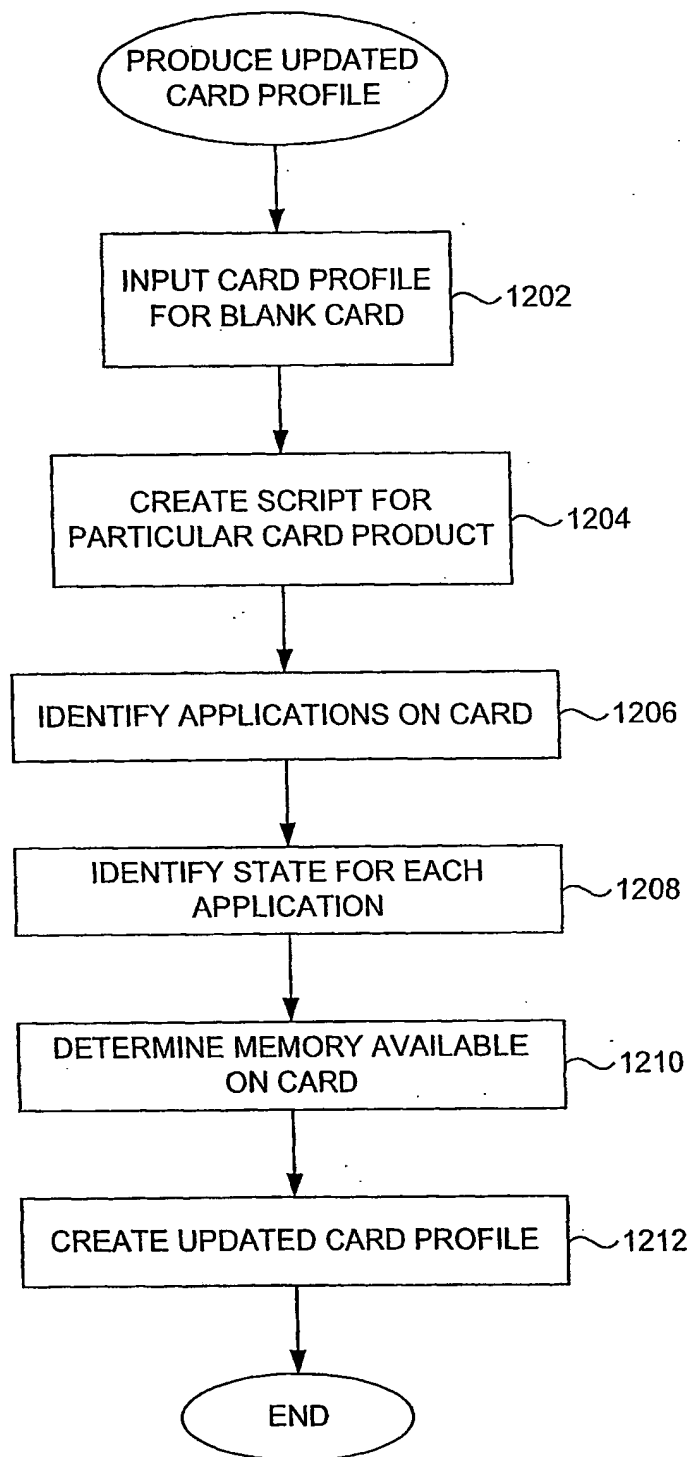 PRODUCE UPDATED
CARD PROFILE
INPUT CARD PROFILE
FOR BLANK CARD
1202
CREATE SCRIPT FOR
PARTICULAR CARD PRODUCT
1204
IDENTIFY APPLICATIONS ON CARD
1206
IDENTIFY STATE FOR EACH
APPLICATION
1208
DETERMINE MEMORY AVAILABLE
ON CARD
1210
CREATE UPDATED CARD PROFILE
1212
END